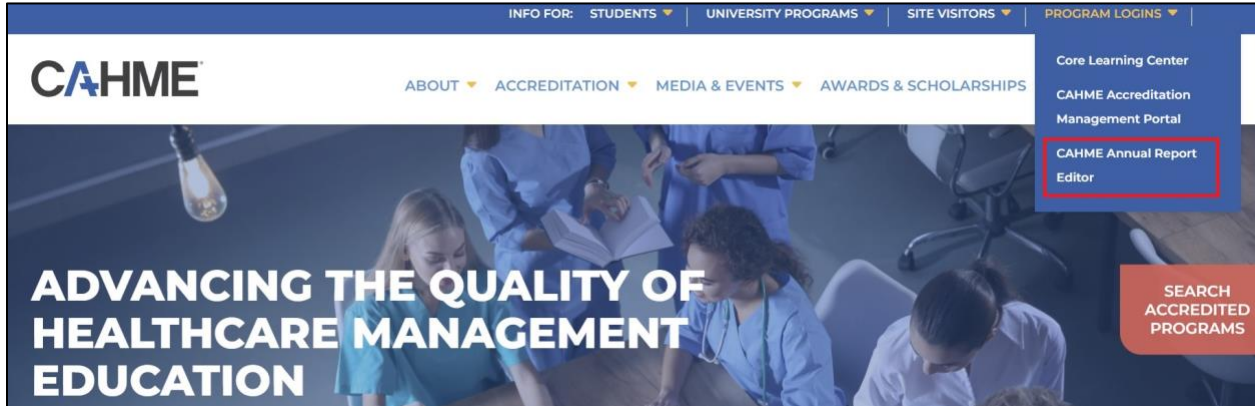 INFO FOR: STUDENTS UNIVERSITY PROGRAMS SITE VISITORS PROGRAM LOGINS
CAHME
ABOUT ACCREDITATION MEDIA & EVENTS AWARDS & SCHOLARSHIPS
Core Learning Center
CAHME Accreditation
Management Portal
CAHME Annual Report
Editor
ADVANCING THE QUALITY OF
HEALTHCARE MANAGEMENT
EDUCATION
SEARCH
ACCREDITED
PROGRAMS